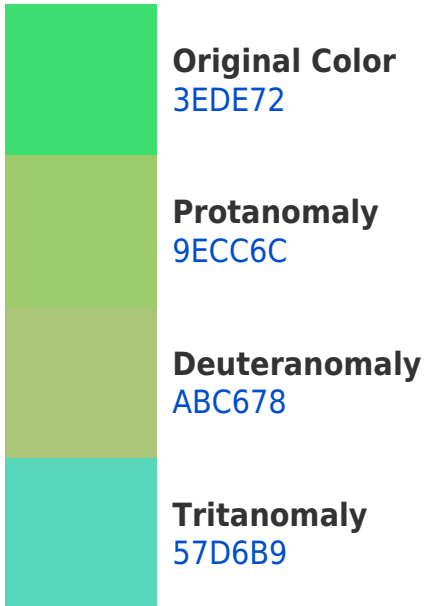 Original Color
3EDE72
Protanomaly
9ECC6C
Deuteranomaly
ABC678
Tritanomaly
57D6B9